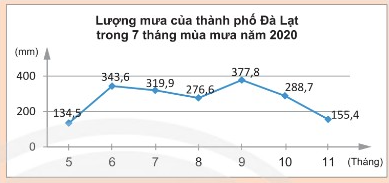 Lượng mưa của thành phố Đà Lạt
trong 7 tháng mùa mưa năm 2020
(mm)
400
200
0
134,5
343,6
319,9
276,6
377,8
288,7
155,4
5 6 7 8 9 10 11 (Tháng)